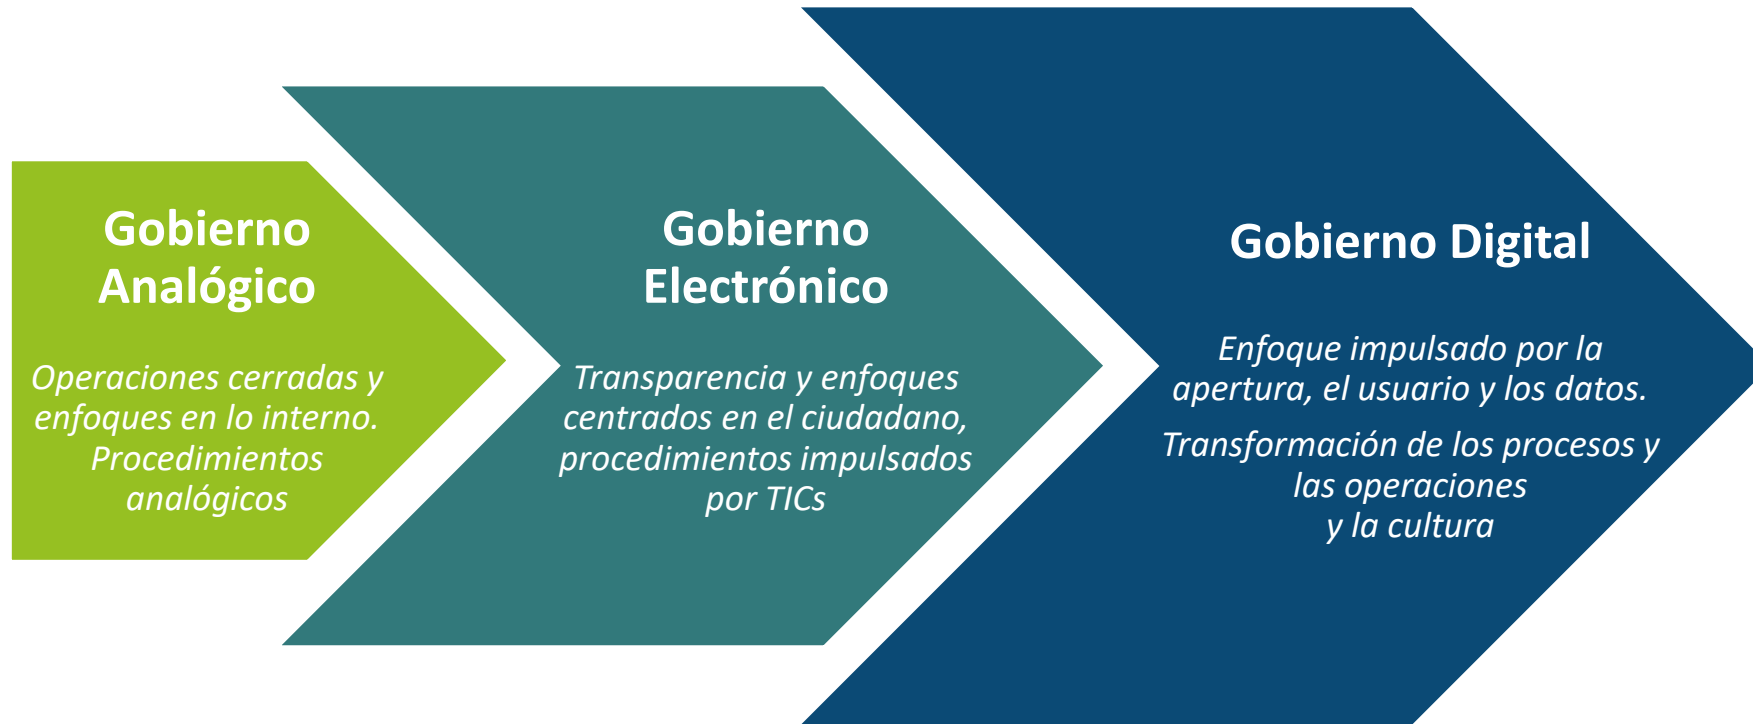 Gobierno
Analógico
Operaciones cerradas y
enfoques en lo interno.
Procedimientos
analógicos
Gobierno
Electrónico
Transparencia y enfoques
centrados en el ciudadano,
procedimientos impulsados
por TICs
Gobierno Digital
Enfoque impulsado por la
apertura, el usuario y los datos.
Transformación de los procesos y
las operaciones
y la cultura